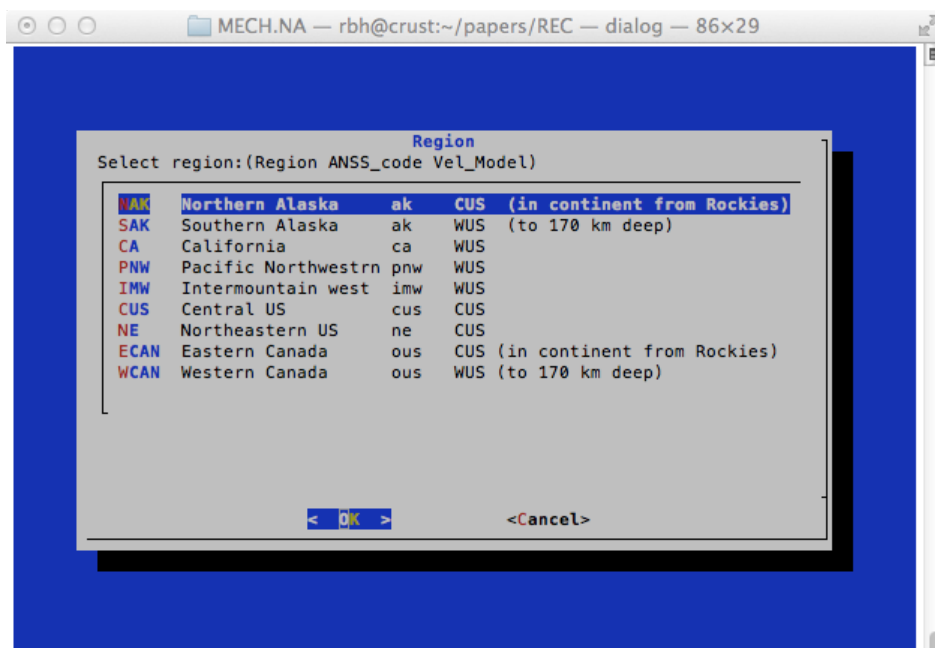 MECH.NA — rbh@crust:~/papers/REC — dialog — 86×29
Region
Select region:(Region ANSS_code Vel_Model)
NAK Northern Alaska ak CUS (in continent from Rockies)
SAK Southern Alaska ak WUS (to 170 km deep)
CA California ca WUS
PNW Pacific Northwestrn pnw WUS
IMW Intermountain west imw WUS
CUS Central US cus CUS
NE Northeastern US ne CUS
ECAN Eastern Canada ous CUS (in continent from Rockies)
WCAN Western Canada ous WUS (to 170 km deep)
< OK > <Cancel>